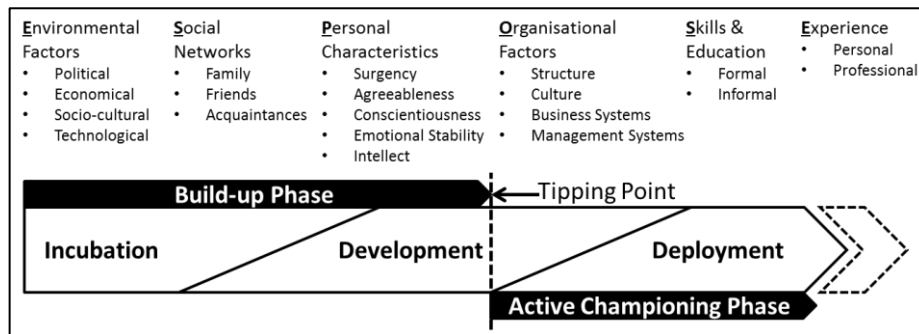 Environmental
Factors
• Political
• Economical
• Socio-cultural
• Technological
Social
Networks
• Family
• Friends
• Acquaintances
Personal
Characteristics
• Surgency
• Agreeableness
• Conscientiousness
• Emotional Stability
• Intellect
Organisational
Factors
• Structure
• Culture
• Business Systems
• Management Systems
Skills &
Education
• Formal
• Informal
Experience
• Personal
• Professional
Build-up Phase
Tipping Point
Incubation
Development
Deployment
Active Championing Phase